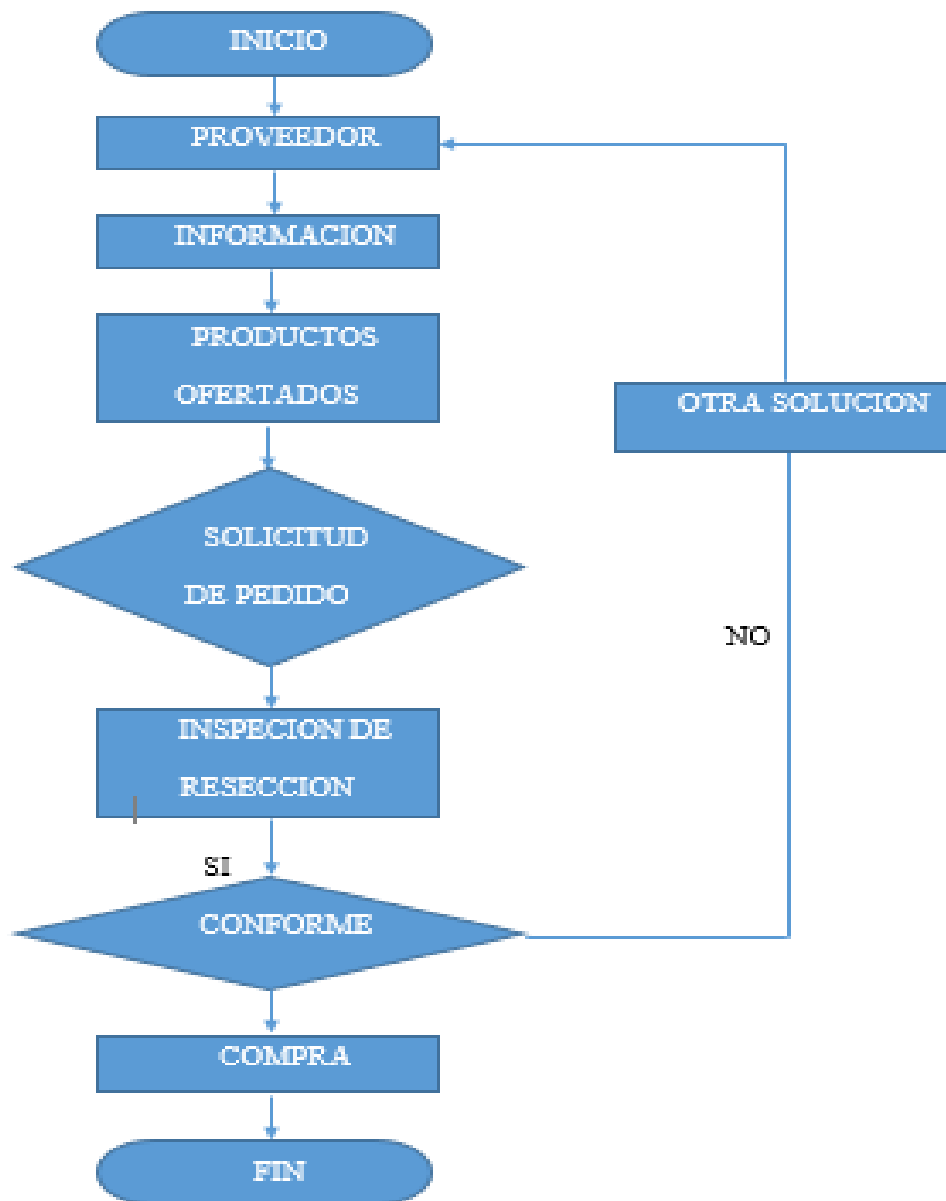 INICIO
PROVEEDOR
INFORMACION
PRODUCTOS
OFERTADOS
OTRA SOLUCION
SOLICITUD
DE PEDIDO
NO
INSPECION DE
RESECCION
SI
CONFORME
COMPRA
FIN